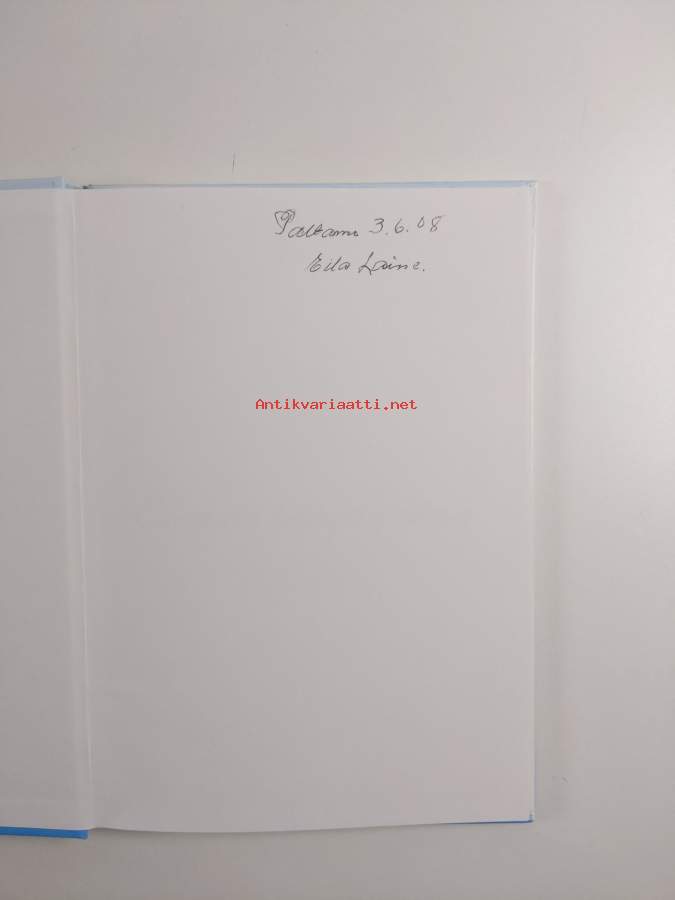 Paltamo 3.6.08
Eila Laine.
Antikvariaatti.net